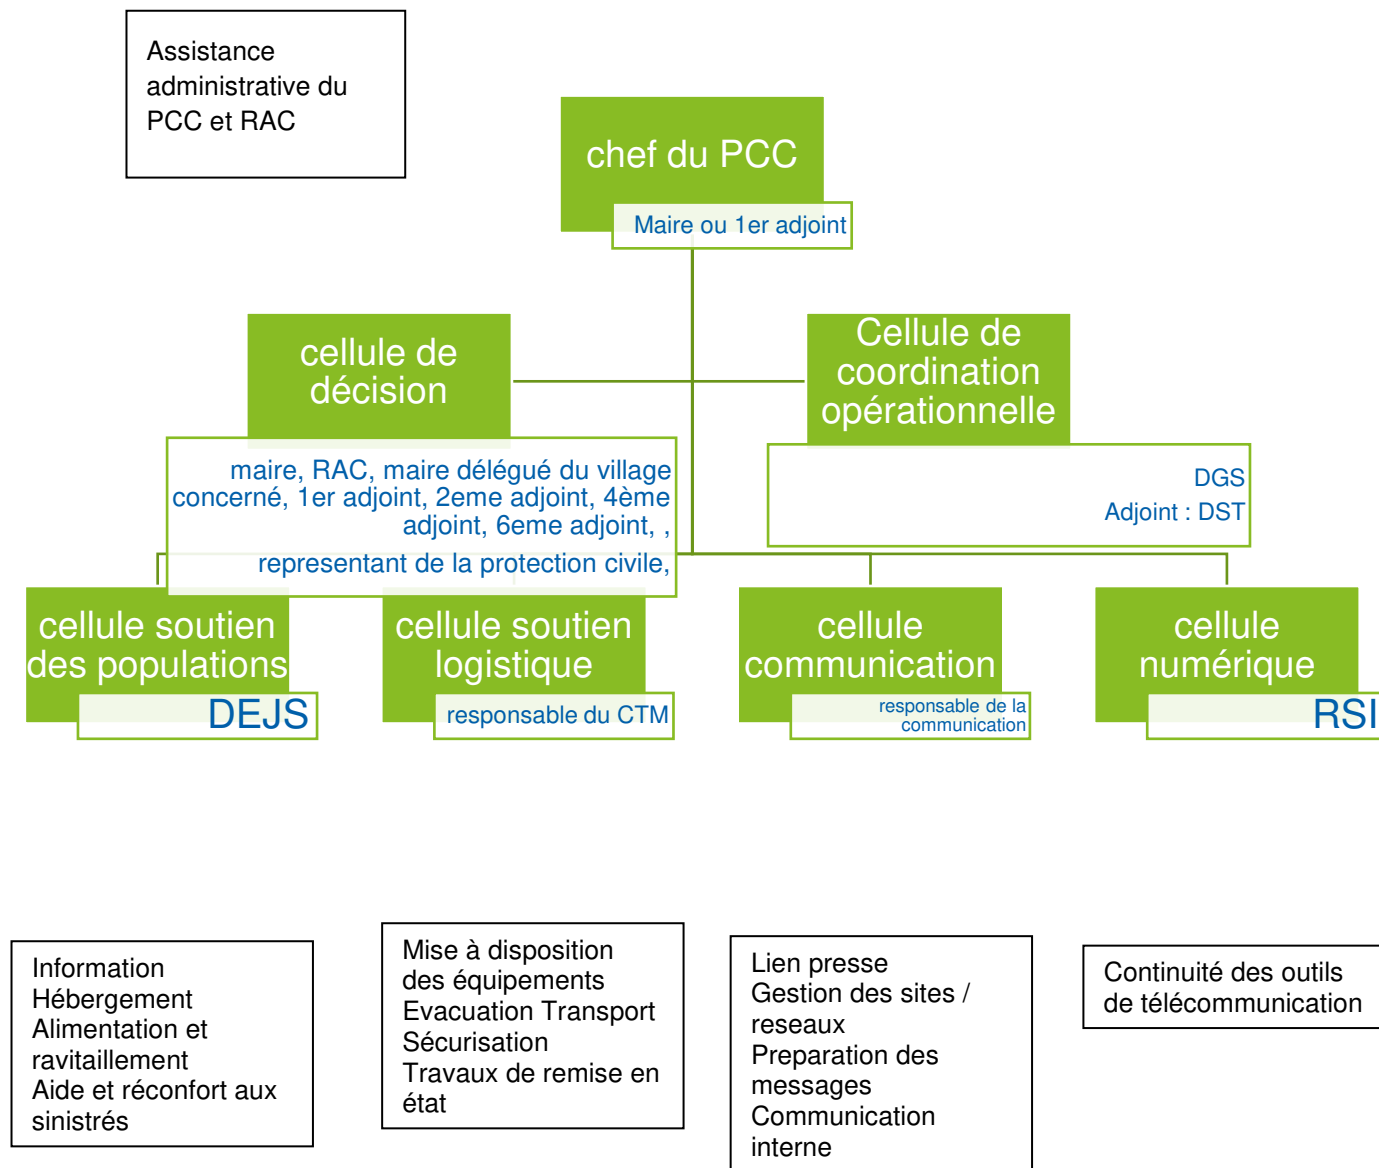 Assistance
administrative du
PCC et RAC
chef du PCC
Maire ou 1er adjoint
cellule de
décision
maire, RAC, maire délégué du village
concerné, 1er adjoint, 2eme adjoint, 4ème
adjoint, 6eme adjoint, ,
representant de la protection civile,
Cellule de
coordination
opérationnelle
DGS
Adjoint : DST
cellule soutien
des populations
DEJS
cellule soutien
logistique
responsable du CTM
cellule
communication
responsable de la
communication
cellule
numérique
RSI
Information
Hébergement
Alimentation et
ravitaillement
Aide et réconfort aux
sinistrés
Mise à disposition
des équipements
Evacuation Transport
Sécurisation
Travaux de remise en
état
Lien presse
Gestion des sites /
reseaux
Preparation des
messages
Communication
interne
Continuité des outils
de télécommunication